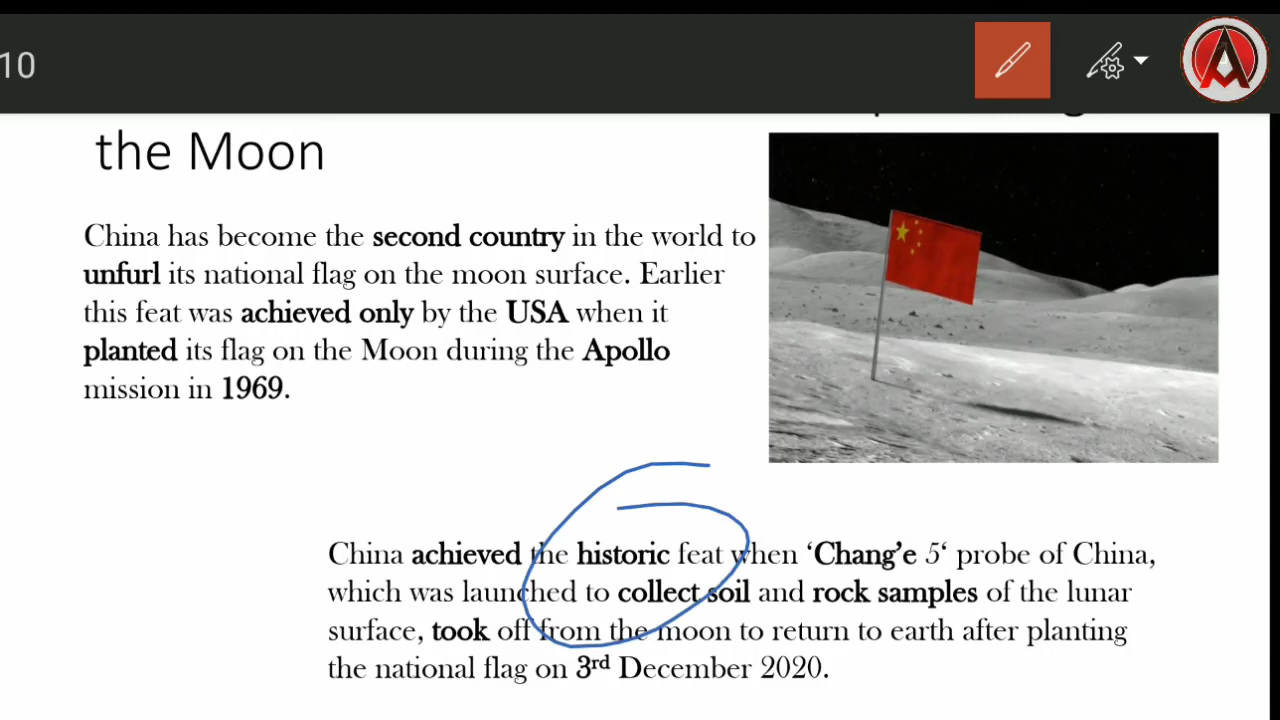 10
the Moon
China has become the second country in the world to
unfurl its national flag on the moon surface. Earlier
this feat was achieved only by the USA when it
planted its flag on the Moon during the Apollo
mission in 1969.
China achieved the historic feat when ‘Chang’e 5‘ probe of China,
which was launched to collect soil and rock samples of the lunar
surface, took off from the moon to return to earth after planting
the national flag on 3rd December 2020.